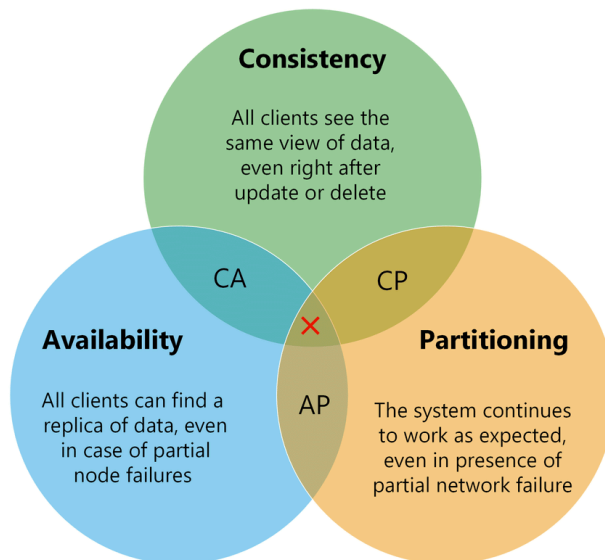 Consistency
All clients see the
same view of data,
even right after
update or delete
CA
CP
Availability
All clients can find a
replica of data, even
in case of partial
node failures
AP
Partitioning
The system continues
to work as expected,
even in presence of
partial network failure